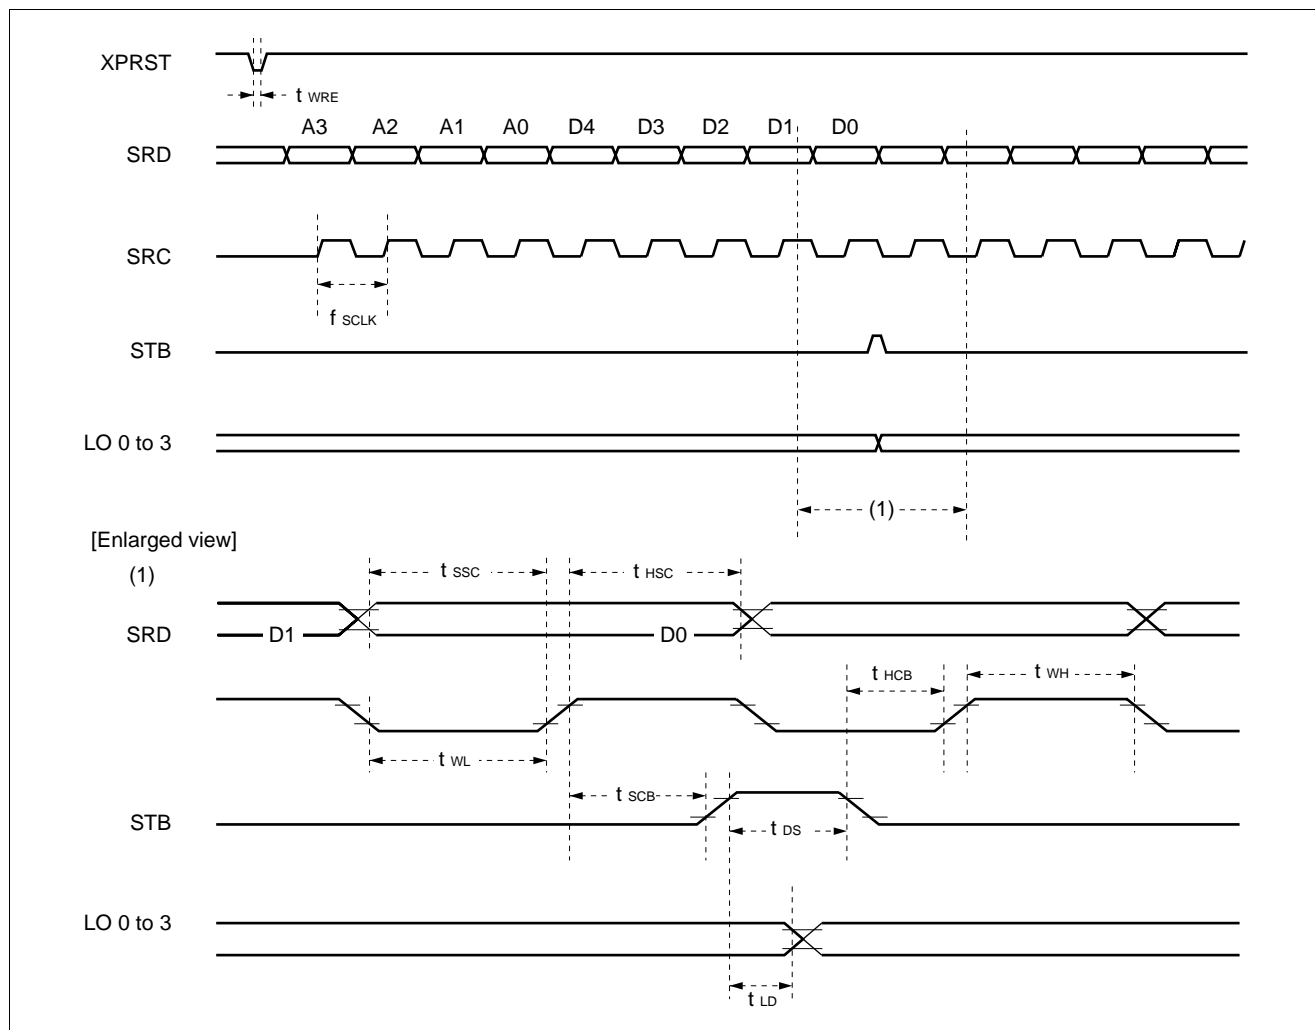 XPRST
t WRE
A3 A2 A1 A0 D4 D3 D2 D1 D0
SRD
SRC
f SCLK
STB
LO 0 to 3
(1)
[Enlarged view]
(1)
t SSC t HSC
SRD D1 D0
t HCB t WH
t WL
t SCB
STB
t DS
LO 0 to 3
t LD